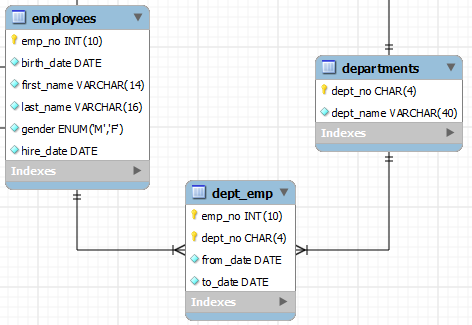 employees
emp_no INT(10)
birth_date DATE
first_name VARCHAR(14)
last_name VARCHAR(16)
gender ENUM('M','F')
hire_date DATE
Indexes
departments
dept_no CHAR(4)
dept_name VARCHAR(40)
Indexes
dept_emp
emp_no INT(10)
dept_no CHAR(4)
from_date DATE
to_date DATE
Indexes